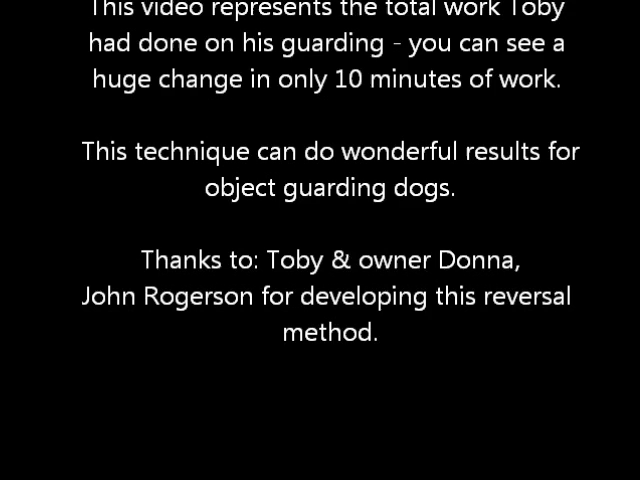 This video represents the total work Toby
had done on his guarding - you can see a
huge change in only 10 minutes of work.
This technique can do wonderful results for
object guarding dogs.
Thanks to: Toby & owner Donna,
John Rogerson for developing this reversal
method.